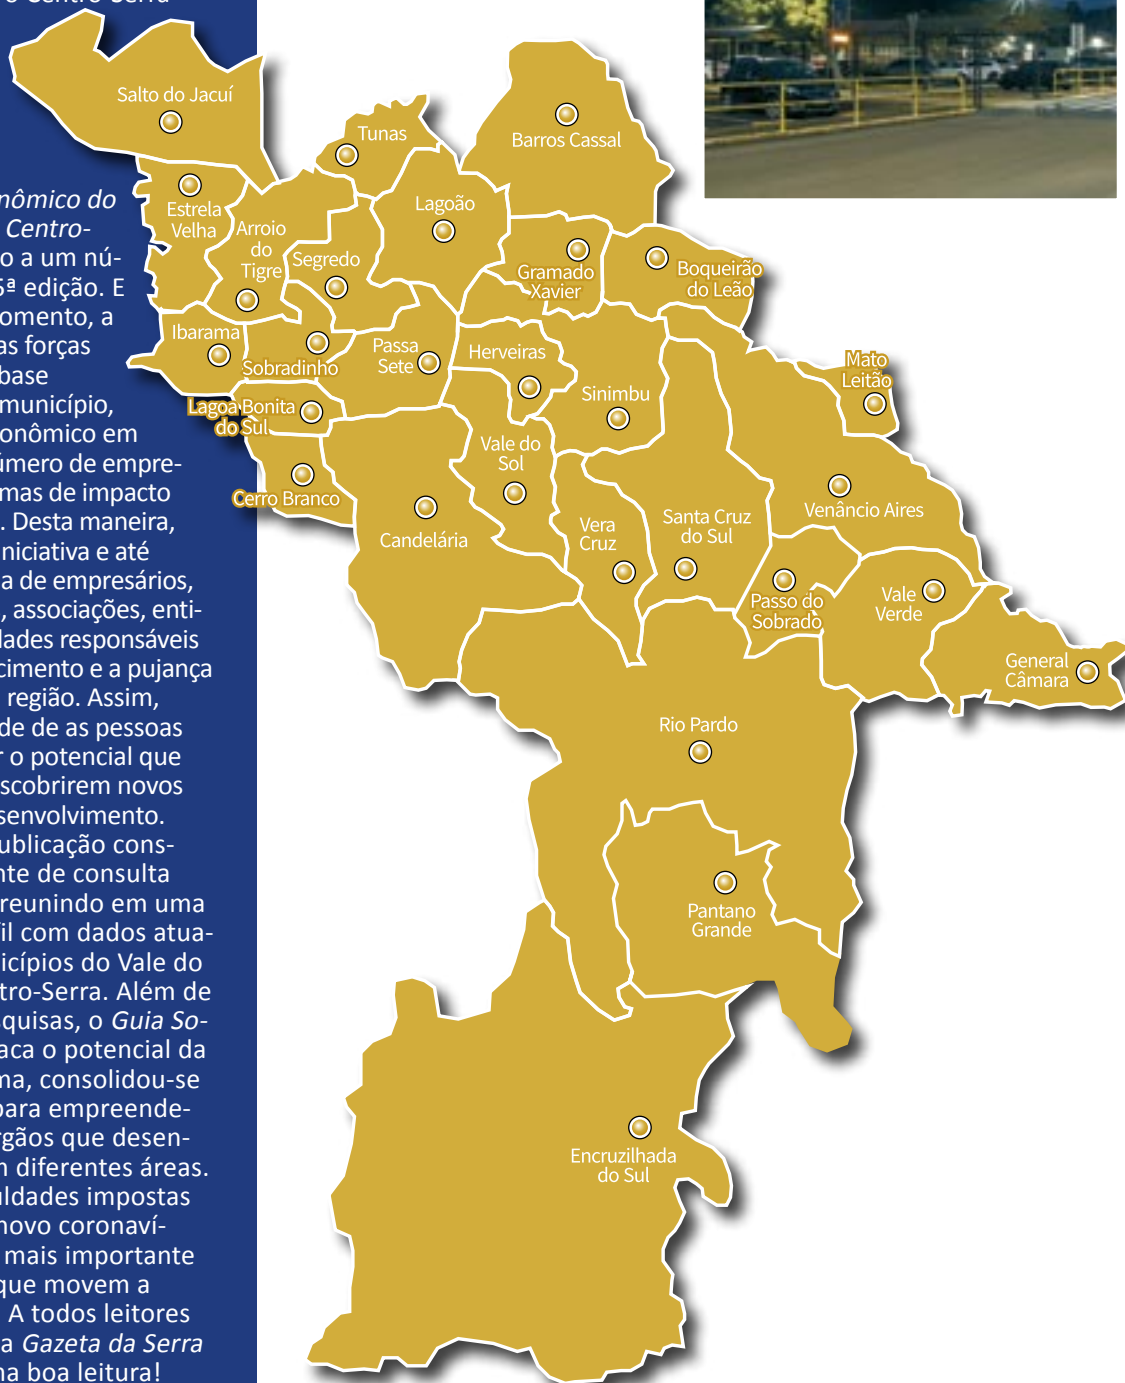 o Centro-Serra
nômico do
Centro-
o a um nú-
5ª edição. E
omento, a
as forças
base
município,
onômico em
úmero de empre-
mas de impacto
. Desta maneira,
niciativa e até
a de empresários,
, associações, enti-
dades responsáveis
cimento e a pujança
região. Assim,
de de as pessoas
r o potencial que
scobrirem novos
senvolvimento.
ublicação cons-
nte de consulta
reunindo em uma
fil com dados atua-
icípios do Vale do
tro-Serra. Além de
squisas, o Guia So-
aca o potencial da
ma, consolidou-se
para empreende-
rgãos que desen-
m diferentes áreas.
uldades impostas
novo coronaví-
mais importante
que movem a
A todos leitores
a Gazeta da Serra
na boa leitura!
Salto do Jacuí
Tunas
Barros Cassal
Estrela
Velha
Arroio
do
Tigre
Segredo
Lagoão
Gramado
Xavier
Boqueirão
do Leão
Ibarama
Sobradinho
Passa
Sete
Herveiras
Sinimbu
Mato
Leitão
Lagoa Bonita
do Sul
Cerro Branco
Candelária
Vale do
Sol
Vera
Cruz
Santa Cruz
do Sul
Venâncio Aires
Passo do
Sobrado
Vale
Verde
General
Câmara
Rio Pardo
Pantano
Grande
Encruzilhada
do Sul